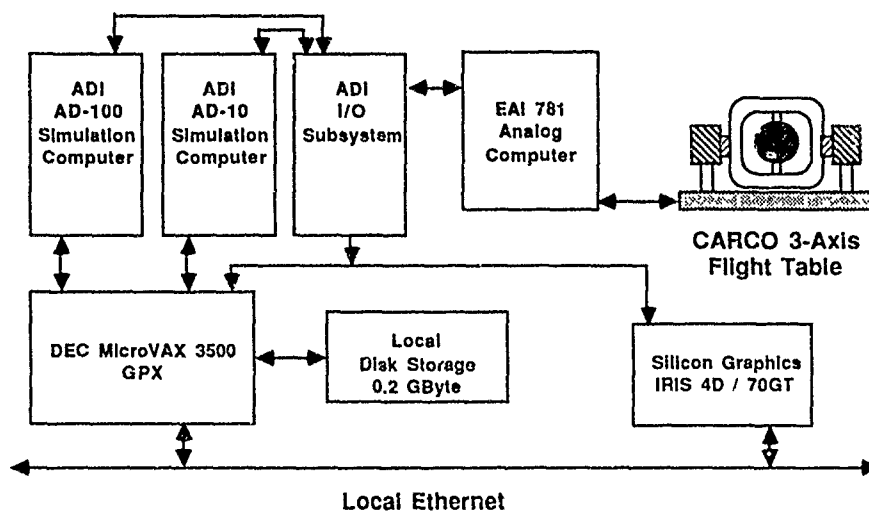 ADI
AD-100
Simulation
Computer
ADI
AD-10
Simulation
Computer
ADI
I/O
Subsystem
EAI 781
Analog
Computer
CARCO 3-Axis
Flight Table
DEC MicroVAX 3500
GPX
Local
Disk Storage
0.2 GByte
Silicon Graphics
IRIS 4D / 70GT
Local Ethernet